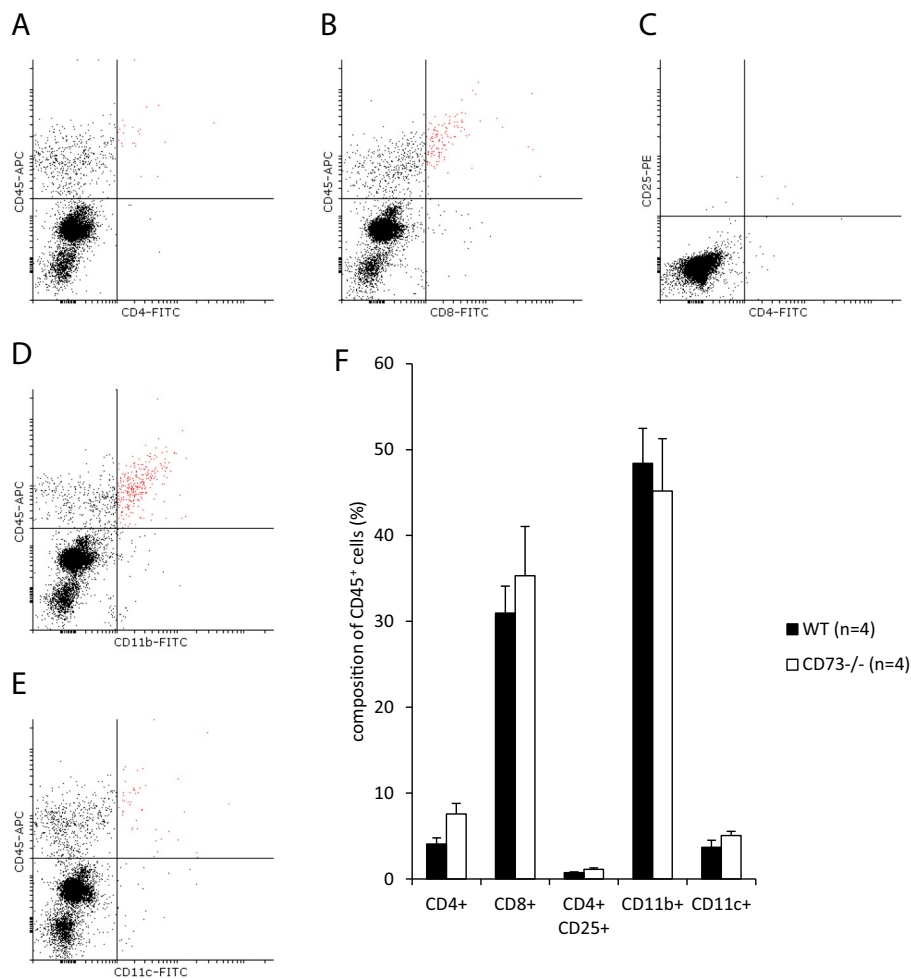 A
B
C
CD45-APC
CD4-FITC
CD45-APC
CD8-FITC
CD25-PE
CD4-FITC
D
CD45-APC
CD11b-FITC
E
CD45-APC
CD11c-FITC
F
composition of CD45⁺ cells (%)
60
50
40
30
20
10
0
CD4+
CD8+
CD4+
CD25+
CD11b+
CD11c+
WT (n=4)
CD73-/- (n=4)